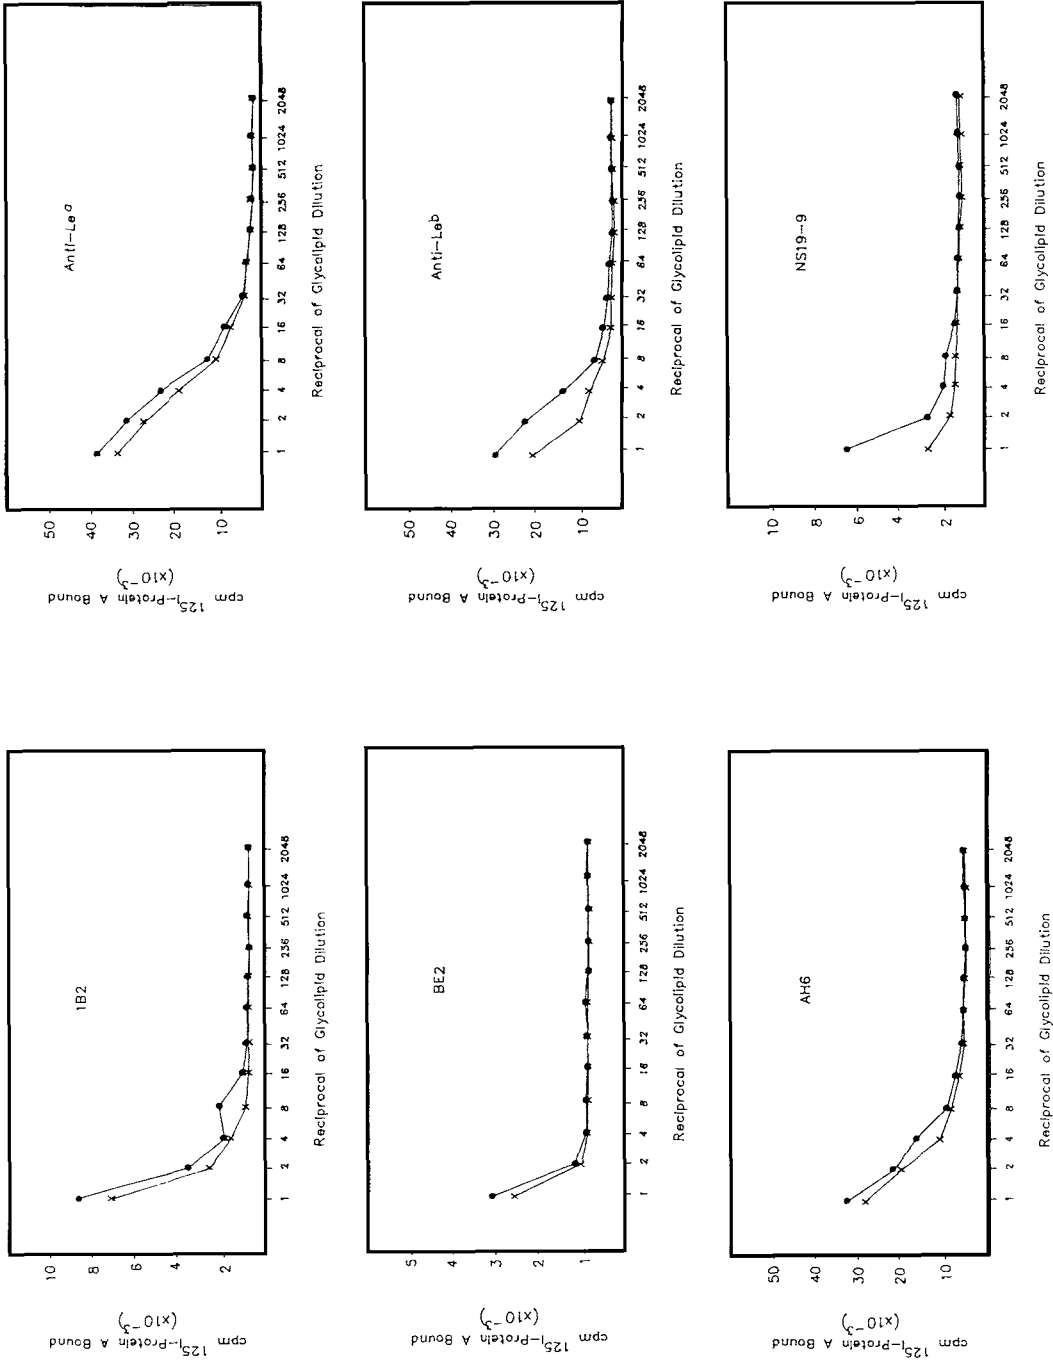 Anti-Leᵃ
50
40
30
20
10
1 2 4 8 16 32 64 128 256 512 1024 2048
Reciprocal of Glycolipid Dilution
cpm ¹²⁵I-Protein A Bound
(x10⁻³)
Anti-Leᵇ
50
40
30
20
10
1 2 4 8 16 32 64 128 256 512 1024 2048
Reciprocal of Glycolipid Dilution
cpm ¹²⁵I-Protein A Bound
(x10⁻³)
NS19-9
10
8
6
4
2
1 2 4 8 16 32 64 128 256 512 1024 2048
Reciprocal of Glycolipid Dilution
cpm ¹²⁵I-Protein A Bound
(x10⁻³)
1B2
10
8
6
4
2
1 2 4 8 16 32 64 128 256 512 1024 2048
Reciprocal of Glycolipid Dilution
cpm ¹²⁵I-Protein A Bound
(x10⁻³)
BE2
5
4
3
2
1
1 2 4 8 16 32 64 128 256 512 1024 2048
Reciprocal of Glycolipid Dilution
cpm ¹²⁵I-Protein A Bound
(x10⁻³)
AH6
50
40
30
20
10
1 2 4 8 16 32 64 128 256 512 1024 2048
Reciprocal of Glycolipid Dilution
cpm ¹²⁵I-Protein A Bound
(x10⁻³)